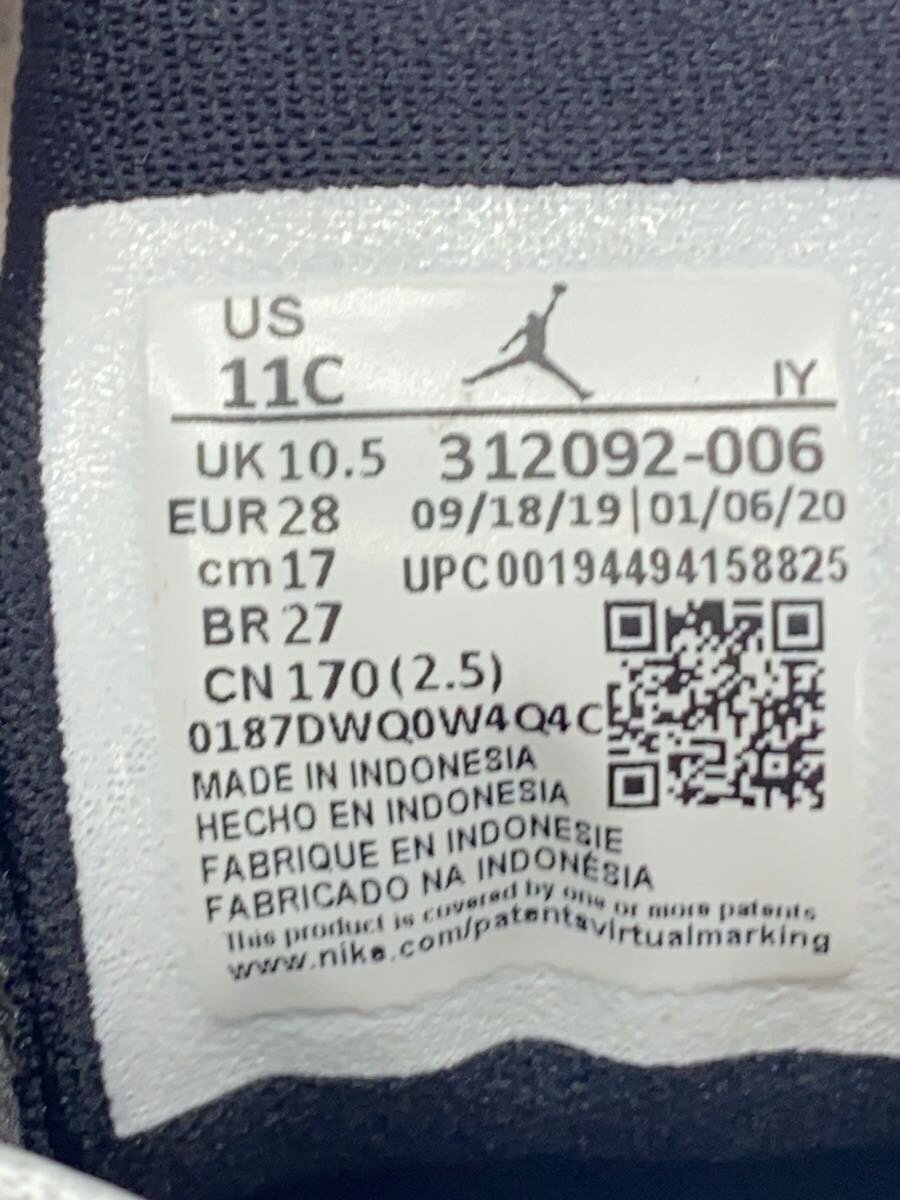 US
11C
IY
UK 10.5 312092-006
EUR 28 09/18/19|01/06/20
cm 17 UPC 00194494158825
BR 27
CN 170 (2.5)
0187DWQ0W4Q4C
MADE IN INDONESIA
HECHO EN INDONESIA
FABRIQUE EN INDONESIE
FABRICADO NA INDONÉSIA
This product is covered by one or more patents
www.nike.com/patentsvirtualmarking